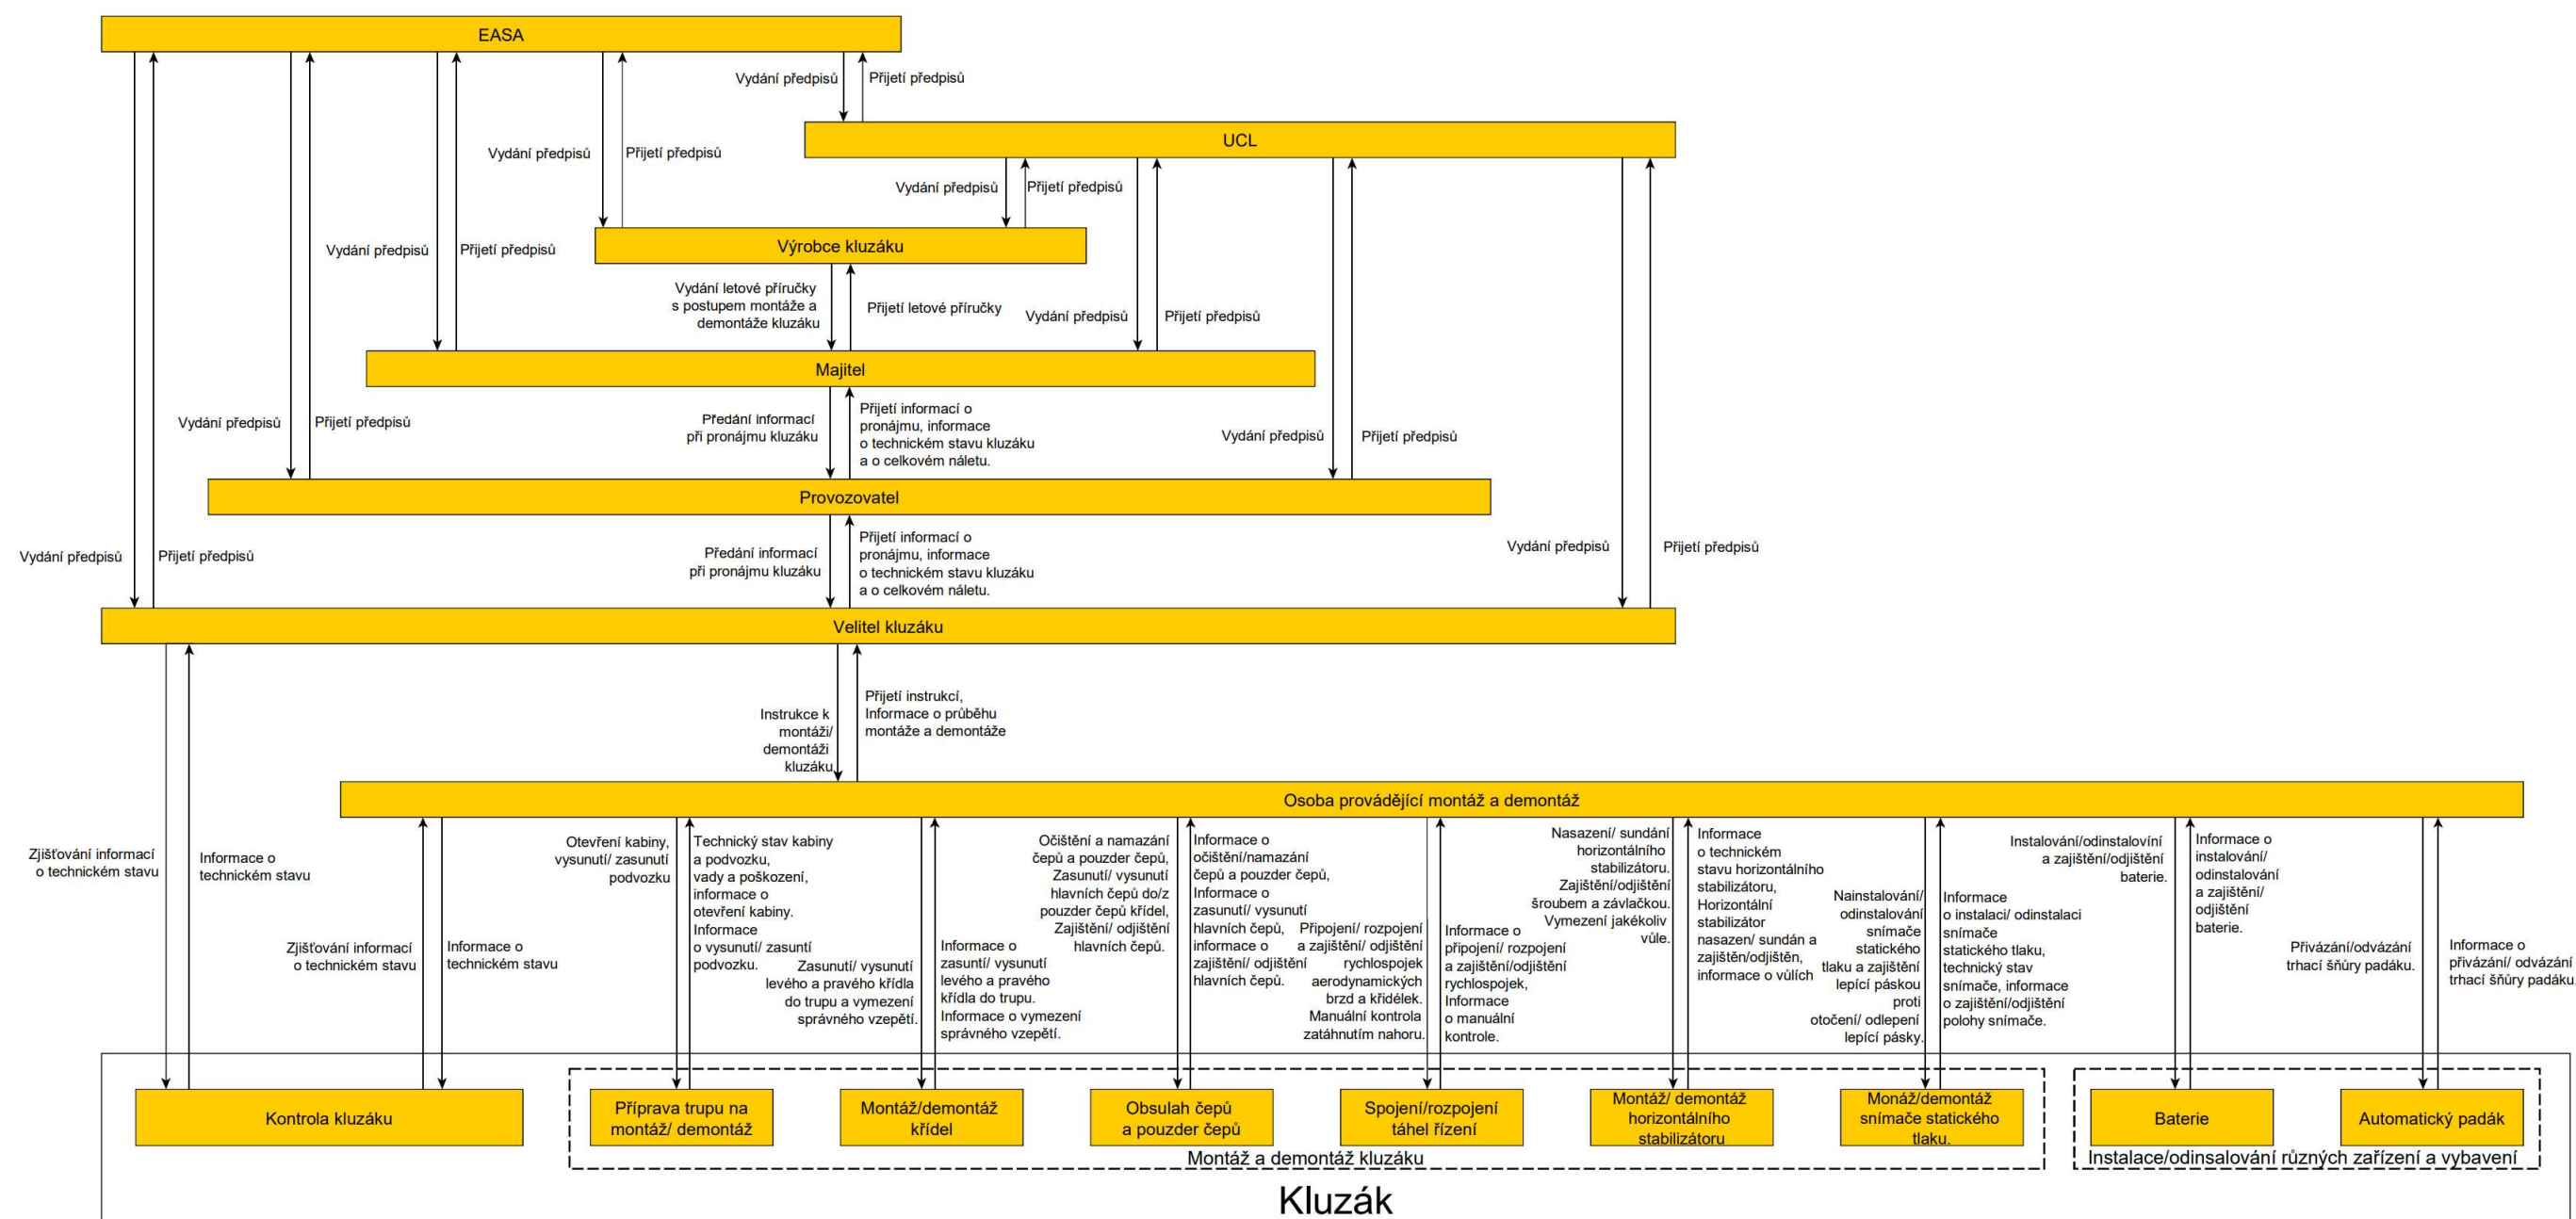 EASA
Vydání předpisů
Přijetí předpisů
UCL
Vydání předpisů
Přijetí předpisů
Vydání předpisů
Přijetí předpisů
Výrobce kluzáku
Vydání předpisů
Přijetí předpisů
Vydání letové příručky
s postupem montáže a
demontáže kluzáku
Přijetí letové příručky
Vydání předpisů
Přijetí předpisů
Majitel
Vydání předpisů
Přijetí předpisů
Předání informací
při pronájmu kluzáku
Přijetí informací o
pronájmu, informace
o technickém stavu kluzáku
a o celkovém náletu.
Vydání předpisů
Přijetí předpisů
Provozovatel
Vydání předpisů
Přijetí předpisů
Předání informací
při pronájmu kluzáku
Přijetí informací o
pronájmu, informace
o technickém stavu kluzáku
a o celkovém náletu.
Vydání předpisů
Přijetí předpisů
Velitel kluzáku
Instrukce k
montáži/
demontáži
kluzáku
Přijetí instrukcí,
Informace o průběhu
montáže a demontáže
Osoba provádějící montáž a demontáž
Zjišťování informací
o technickém stavu
Informace o
technickém stavu
Zjišťování informací
o technickém stavu
Informace o
technickém stavu
Otevření kabiny,
vysunutí/ zasunutí
podvozku
Technický stav kabiny
a podvozku,
vady a poškození,
informace o
otevření kabiny.
Informace
o vysunutí/ zasuntí
podvozku.
Zasunutí/ vysunutí
levého a pravého křídla
do trupu a vymezení
správného vzepětí.
Informace o
zasuntí/ vysunutí
levého a pravého
křídla do trupu.
Informace o vymezení
správného vzepětí.
Očištění a namazání
čepů a pouzder čepů,
Zasunutí/ vysunutí
hlavních čepů do/z
pouzder čepů křídel,
Zajištění/ odjištění
hlavních čepů.
Informace o
očištění/namazání
čepů a pouzder čepů,
Informace o
zasunutí/ vysunutí
hlavních čepů,
informace o
zajištění/ odjištění
hlavních čepů.
Připojení/ rozpojení
a zajištění/ odjištění
rychlospojek
aerodynamických
brzd a křidélek.
Manuální kontrola
zatáhnutím nahoru.
Informace o
připojení/ rozpojení
a zajištění/odjištění
rychlospojek,
Informace
o manuální
kontrole.
Nasazení/ sundání
horizontálního
stabilizátoru.
Zajištění/odjištění
šroubem a závlačkou.
Vymezení jakékoliv
vůle.
Informace
o technickém
stavu horizontálního
stabilizátoru,
Horizontální
stabilizátor
nasazen/ sundán a
zajištěn/odjištěn,
informace o vůlích
Nainstalování/
odinstalování
snímače
statického
tlaku a zajištění
lepící páskou
proti
otočení/ odlepení
lepící pásky.
Informace
o instalaci/ odinstalaci
snímače
statického tlaku,
technický stav
snímače, informace
o zajištění/odjištění
polohy snímače.
Instalování/odinstalovíní
a zajištění/odjištění
baterie.
Informace o
instalování/
odinstalování
a zajištění/
odjištění
baterie.
Přivázání/odvázání
trhací šňůry padáku.
Informace o
přivázání/ odvázání
trhací šňůry padáku.
Kontrola kluzáku
Příprava trupu na
montáž/ demontáž
Montáž/demontáž
křídel
Obsulah čepů
a pouzder čepů
Spojení/rozpojení
táhel řízení
Montáž/ demontáž
horizontálního
stabilizátoru
Monáž/demontáž
snímače statického
tlaku.
Baterie
Automatický padák
Montáž a demontáž kluzáku
Instalace/odinsalování různých zařízení a vybavení
Kluzák